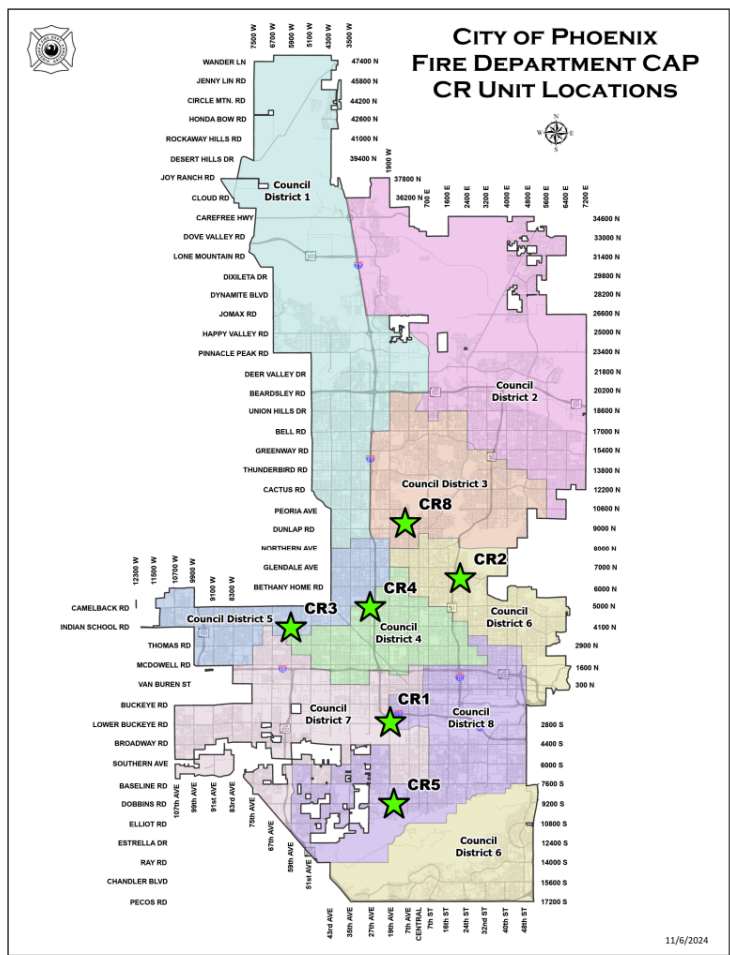 CITY OF PHOENIX
FIRE DEPARTMENT CAP
CR UNIT LOCATIONS
7500 W
6700 W
5900 W
5100 W
4300 W
3500 W
WANDER LN
JENNY LIN RD
CIRCLE MTN. RD
HONDA BOW RD
ROCKAWAY HILLS RD
DESERT HILLS DR
JOY RANCH RD
CLOUD RD
CAREFREE HWY
DOVE VALLEY RD
LONE MOUNTAIN RD
DIXILETA DR
DYNAMITE BLVD
JOMAX RD
HAPPY VALLEY RD
PINNACLE PEAK RD
DEER VALLEY DR
BEARDSLEY RD
UNION HILLS DR
BELL RD
GREENWAY RD
THUNDERBIRD RD
CACTUS RD
PEORIA AVE
DUNLAP RD
NORTHERN AVE
GLENDALE AVE
BETHANY HOME RD
47400 N
45800 N
44200 N
42600 N
41000 N
39400 N
1900 W
37800 N
36200 N
700 E
1600 E
2400 E
3200 E
4000 E
4800 E
5600 E
6400 E
7200 E
34600 N
33000 N
31400 N
29800 N
28200 N
26600 N
25000 N
23400 N
21800 N
20200 N
18600 N
17000 N
15400 N
13800 N
12200 N
10600 N
9000 N
8000 N
7000 N
6000 N
5000 N
4100 N
2900 N
1600 N
300 N
2800 S
4400 S
6000 S
7600 S
9200 S
10800 S
12400 S
14000 S
15600 S
17200 S
12300 W
11500 W
10700 W
9900 W
9100 W
8300 W
CAMELBACK RD
INDIAN SCHOOL RD
THOMAS RD
MCDOWELL RD
VAN BUREN ST
BUCKEYE RD
LOWER BUCKEYE RD
BROADWAY RD
SOUTHERN AVE
BASELINE RD
DOBBINS RD
ELLIOT RD
ESTRELLA DR
RAY RD
CHANDLER BLVD
PECOS RD
107th AVE
99th AVE
91st AVE
83rd AVE
75th AVE
67th AVE
59th AVE
51st AVE
43rd AVE
35th AVE
27th AVE
19th AVE
7th AVE
CENTRAL
7th ST
16th ST
24th ST
32nd ST
40th ST
48th ST
Council
District 1
Council
District 2
Council District 3
CR8
CR2
CR4
CR3
Council District 5
Council
District 4
Council
District 6
CR1
Council
District 7
Council
District 8
CR5
Council
District 6
11/6/2024